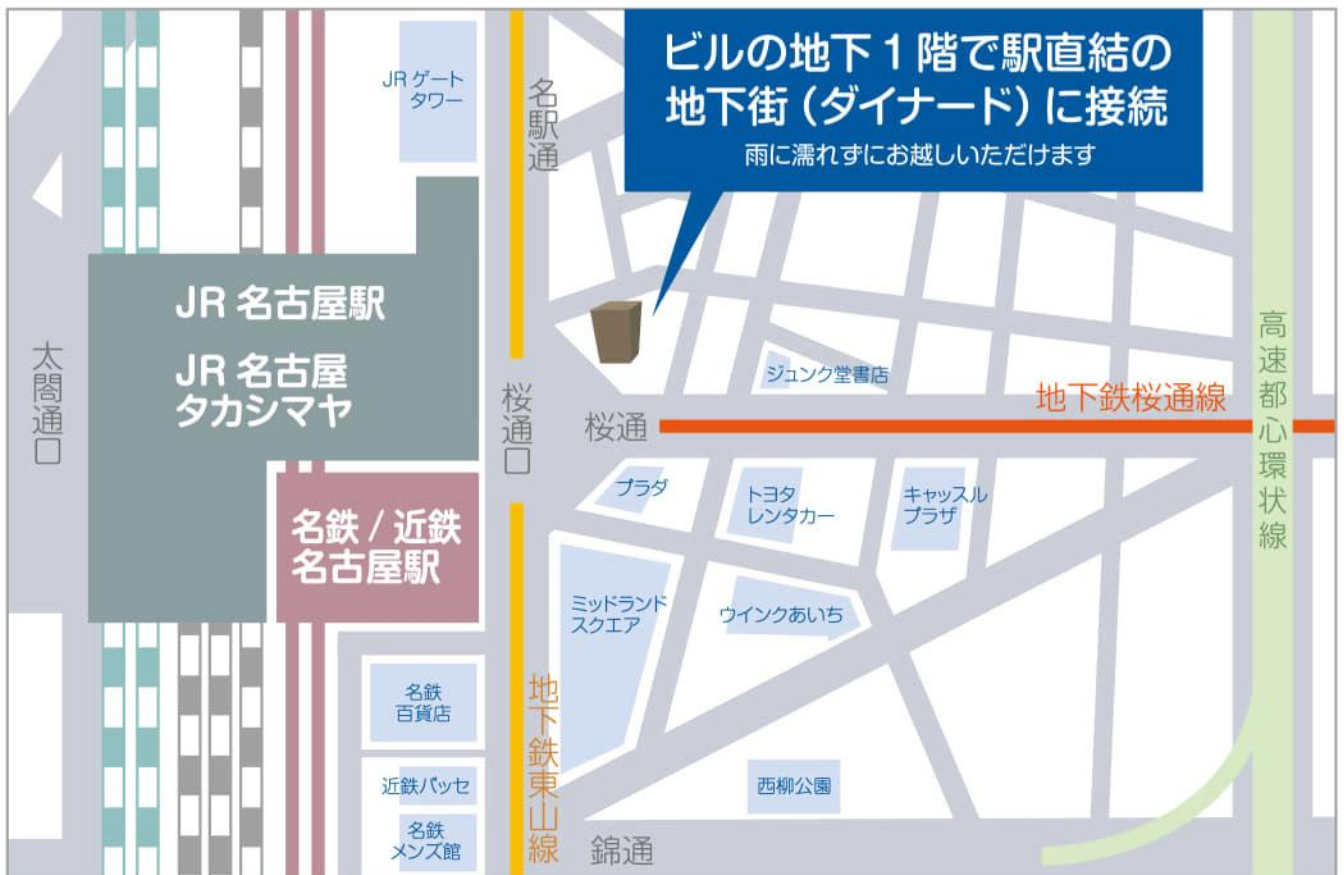 ビルの地下1階で駅直結の
地下街(ダイナード)に接続
雨に濡れずにお越しいただけます
JR ゲート
タワー
名駅通
JR 名古屋駅
JR 名古屋
タカシマヤ
太閤通口
桜通口
桜通
ジュンク堂書店
地下鉄桜通線
高速都心環状線
名鉄 / 近鉄
名古屋駅
プラダ
トヨタ
レンタカー
キャッスル
プラザ
ミッドランド
スクエア
ウインクあいち
名鉄
百貨店
地下鉄東山線
近鉄パッセ
西柳公園
名鉄
メンズ館
錦通